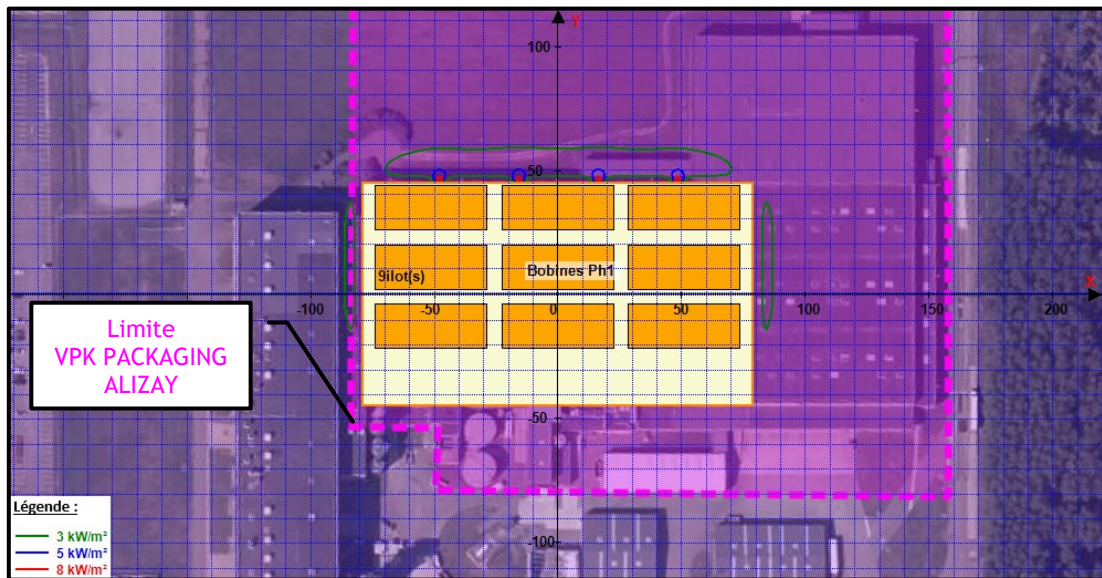 Y
100
50
9ilot(s)
Bobines Ph1
X
-100
-50
0
50
100
150
200
Limite
VPK PACKAGING
ALIZAY
-50
-100
Légende :
3 kW/m²
5 kW/m²
8 kW/m²